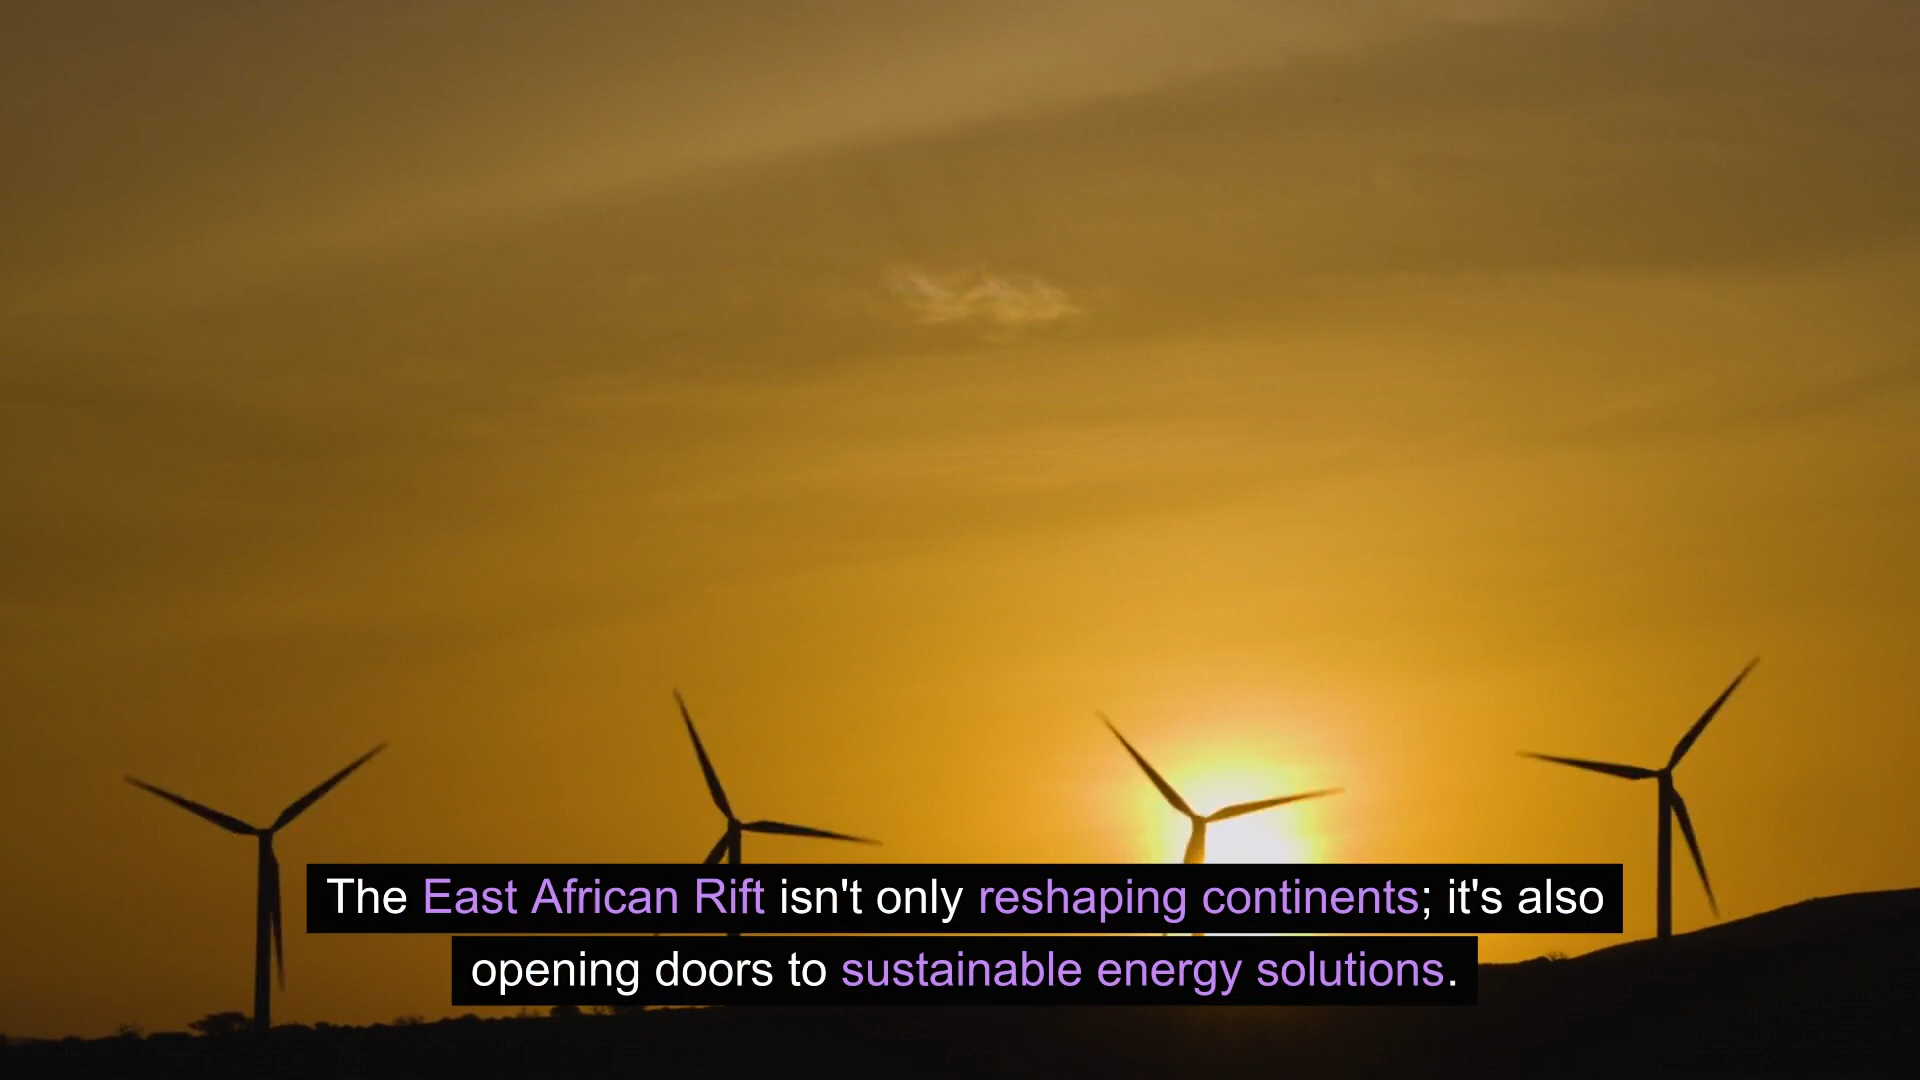 The East African Rift isn't only reshaping continents; it's also
opening doors to sustainable energy solutions.